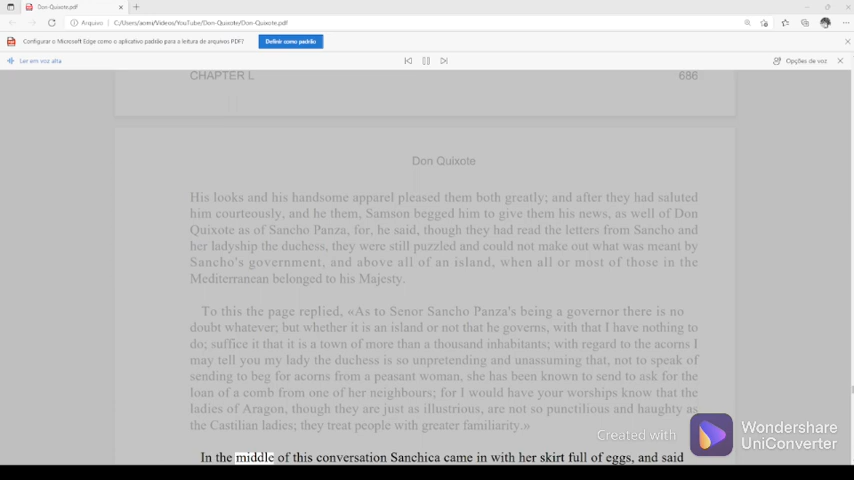 Don-Quixote.pdf
Arquivo C:/Users/acres/Videos/YouTube/Don-Quixote/Don-Quixote.pdf
Configurar o Microsoft Edge como o aplicativo padrão para a leitura de arquivos PDF? Definir como padrão
Ler em voz alta Opções de voz
CHAPTER L 686
Don Quixote
His looks and his handsome apparel pleased them both greatly; and after they had saluted
him courteously, and he them, Samson begged him to give them his news, as well of Don
Quixote as of Sancho Panza, for, he said, though they had read the letters from Sancho and
her ladyship the duchess, they were still puzzled and could not make out what was meant by
Sancho's government, and above all of an island, when all or most of those in the
Mediterranean belonged to his Majesty.
To this the page replied, «As to Senor Sancho Panza's being a governor there is no
doubt whatever; but whether it is an island or not that he governs, with that I have nothing to
do; suffice it that it is a town of more than a thousand inhabitants; with regard to the acorns I
may tell you my lady the duchess is so unpretending and unassuming that, not to speak of
sending to beg for acorns from a peasant woman, she has been known to send to ask for the
loan of a comb from one of her neighbours; for I would have your worships know that the
ladies of Aragon, though they are just as illustrious, are not so punctilious and haughty as
the Castilian ladies; they treat people with greater familiarity.»
In the middle of this conversation Sanchica came in with her skirt full of eggs, and said
Created with Wondershare
UniConverter